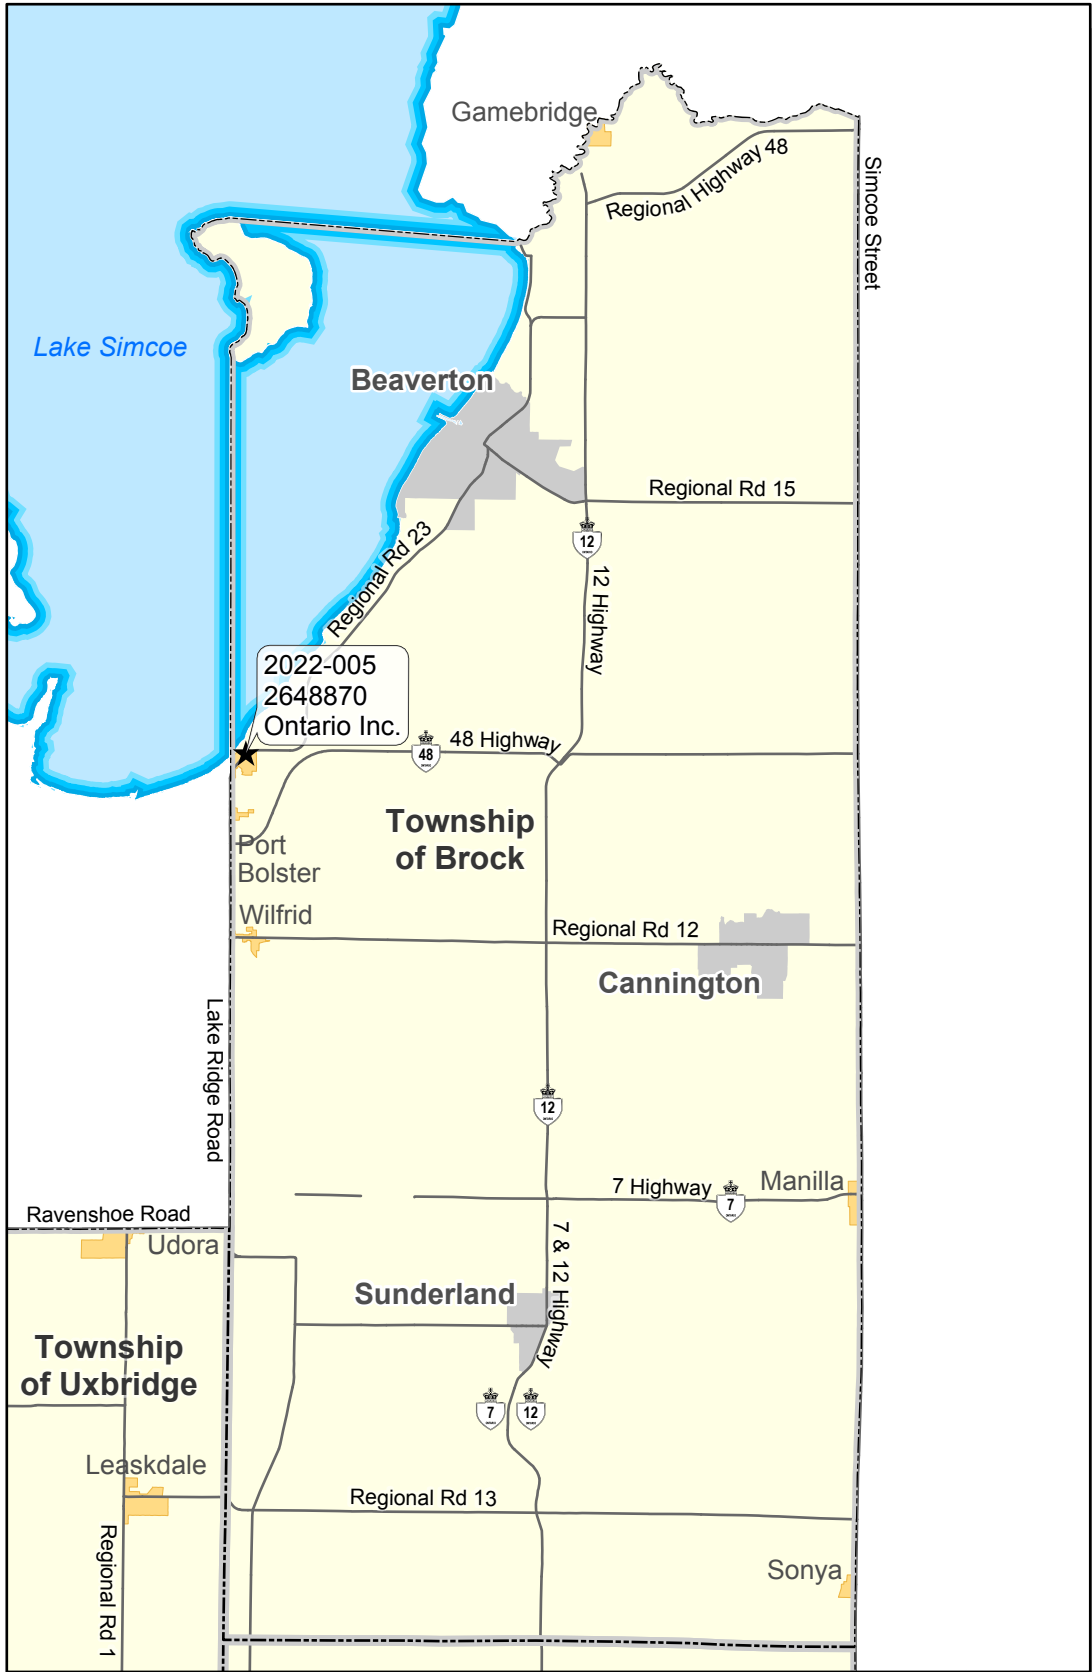 Gamebridge
Regional Highway 48
Simcoe Street
Lake Simcoe
Beaverton
Regional Rd 15
Regional Rd 23
12
12 Highway
2022-005
2648870
Ontario Inc.
48 Highway
48
Township
of Brock
Port
Bolster
Wilfrid
Regional Rd 12
Cannington
Lake Ridge Road
12
7 Highway
7
Manilla
Ravenshoe Road
Udora
7 & 12 Highway
Sunderland
Township
of Uxbridge
7
12
Leaskdale
Regional Rd 13
Regional Rd 1
Sonya